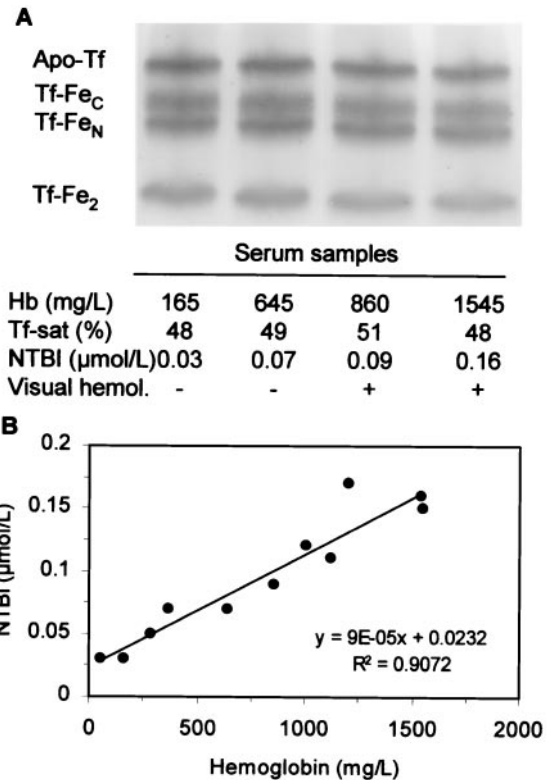 A
Apo-Tf
Tf-FeC
Tf-FeN
Tf-Fe2
Serum samples
Hb (mg/L) 165 645 860 1545
Tf-sat (%) 48 49 51 48
NTBI (μmol/L) 0.03 0.07 0.09 0.16
Visual hemol. - - + +
B
0.2
0.15
0.1
0.05
0
NTBI (μmol/L)
y = 9E-05x + 0.0232
R² = 0.9072
0 500 1000 1500 2000
Hemoglobin (mg/L)